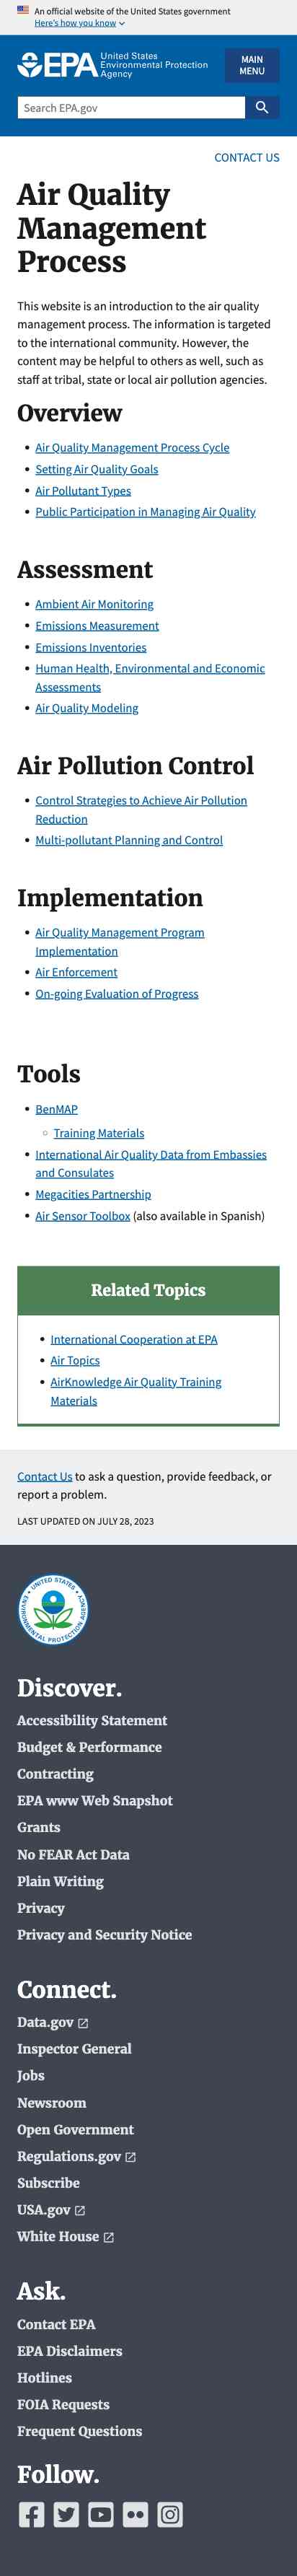 An official website of the United States government
Here's how you know
EPA United States
Environmental Protection
Agency
MAIN
MENU
Search EPA.gov
CONTACT US
Air Quality
Management
Process
This website is an introduction to the air quality
management process. The information is targeted
to the international community. However, the
content may be helpful to others as well, such as
staff at tribal, state or local air pollution agencies.
Overview
Air Quality Management Process Cycle
Setting Air Quality Goals
Air Pollutant Types
Public Participation in Managing Air Quality
Assessment
Ambient Air Monitoring
Emissions Measurement
Emissions Inventories
Human Health, Environmental and Economic
Assessments
Air Quality Modeling
Air Pollution Control
Control Strategies to Achieve Air Pollution
Reduction
Multi-pollutant Planning and Control
Implementation
Air Quality Management Program
Implementation
Air Enforcement
On-going Evaluation of Progress
Tools
BenMAP
Training Materials
International Air Quality Data from Embassies
and Consulates
Megacities Partnership
Air Sensor Toolbox (also available in Spanish)
Related Topics
International Cooperation at EPA
Air Topics
AirKnowledge Air Quality Training
Materials
Contact Us to ask a question, provide feedback, or
report a problem.
LAST UPDATED ON JULY 28, 2023
UNITED STATES
ENVIRONMENTAL PROTECTION AGENCY
Discover.
Accessibility Statement
Budget & Performance
Contracting
EPA www Web Snapshot
Grants
No FEAR Act Data
Plain Writing
Privacy
Privacy and Security Notice
Connect.
Data.gov
Inspector General
Jobs
Newsroom
Open Government
Regulations.gov
Subscribe
USA.gov
White House
Ask.
Contact EPA
EPA Disclaimers
Hotlines
FOIA Requests
Frequent Questions
Follow.